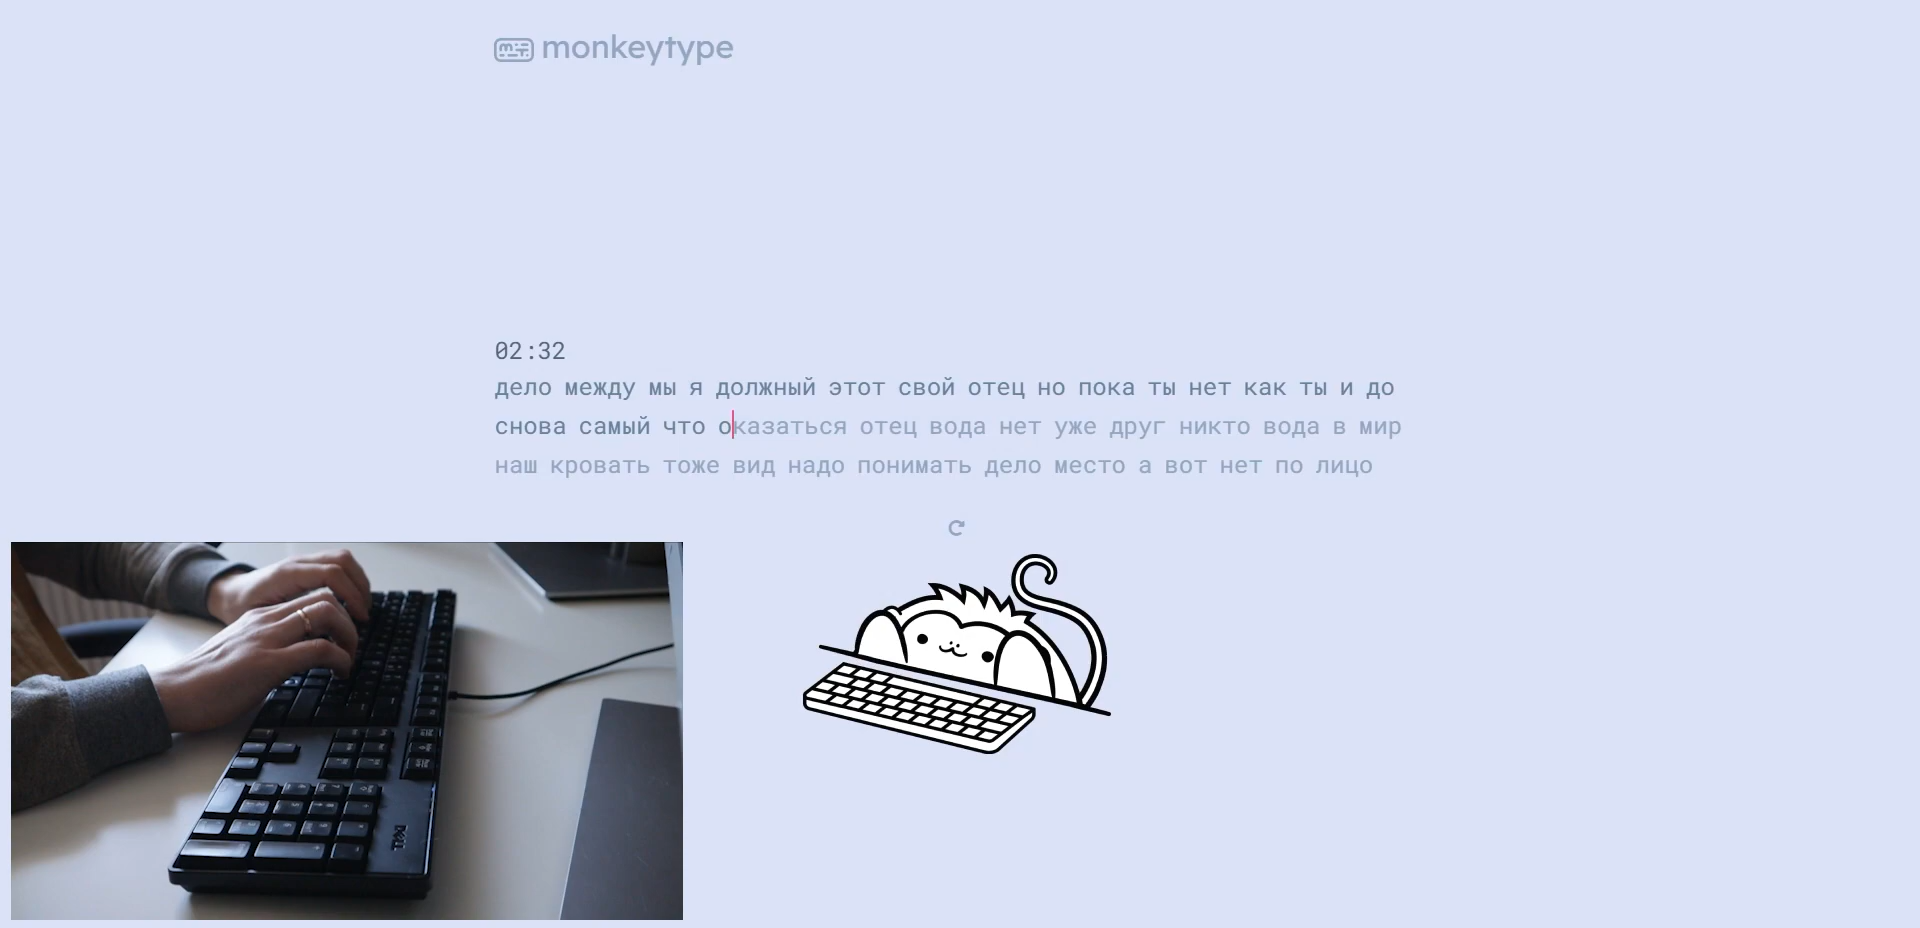 monkeytype
02:32
дело между мы я должный этот свой отец но пока ты нет как ты и до
снова самый что оказаться отец вода нет уже друг никто вода в мир
наш кровать тоже вид надо понимать дело место а вот нет по лицо
DELL